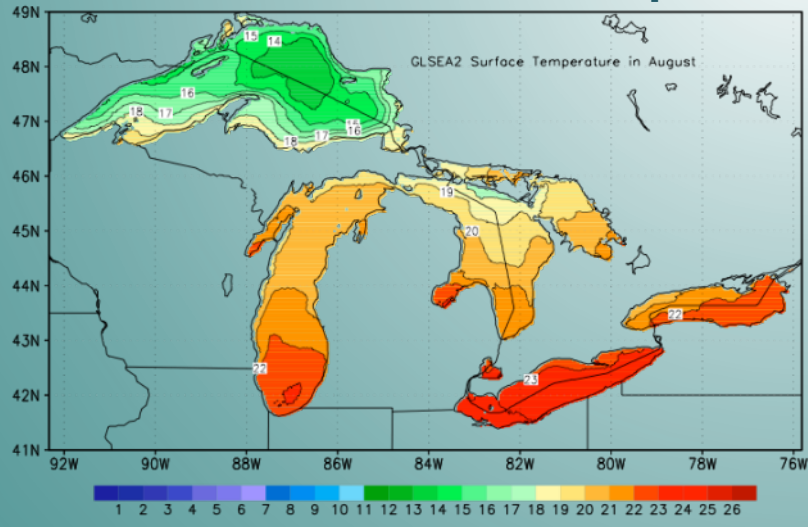 49N
15
14
GLSEA2 Surface Temperature in August
48N
16
18
17
47N
16
17
18
46N
19
45N
20
44N
22
43N
22
23
42N
41N
92W 90W 88W 86W 84W 82W 80W 78W 76W
1 2 3 4 5 6 7 8 9 10 11 12 13 14 15 16 17 18 19 20 21 22 23 24 25 26